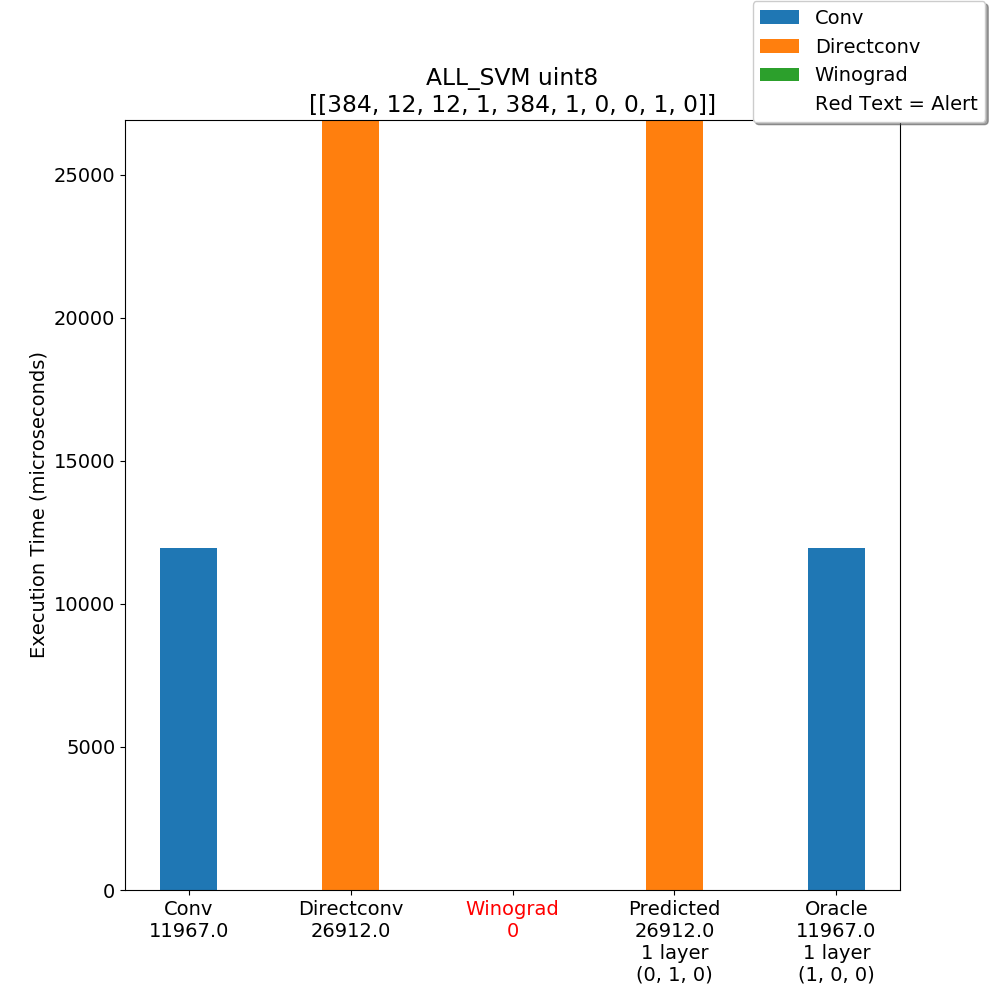 Conv
Directconv
Winograd
Red Text = Alert
ALL_SVM uint8
[[384, 12, 12, 1, 384, 1, 0, 0, 1, 0]]
Execution Time (microseconds)
25000
20000
15000
10000
5000
0
Conv
11967.0
Directconv
26912.0
Winograd
0
Predicted
26912.0
1 layer
(0, 1, 0)
Oracle
11967.0
1 layer
(1, 0, 0)